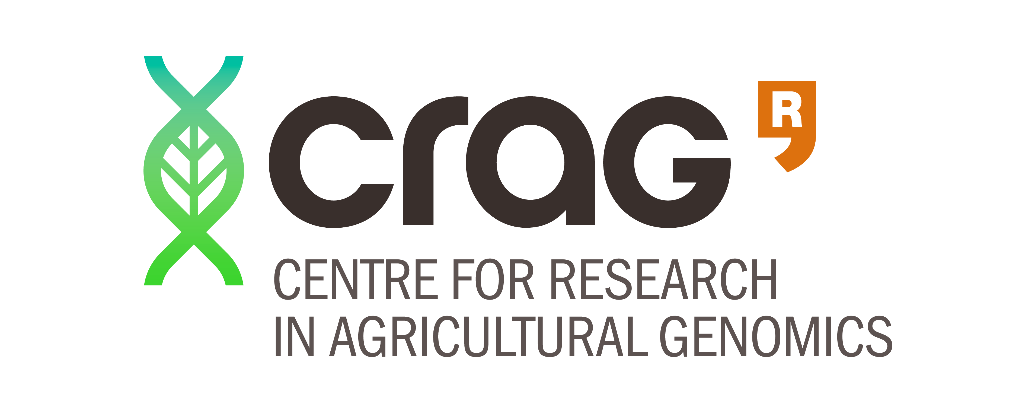 craG R
CENTRE FOR RESEARCH
IN AGRICULTURAL GENOMICS